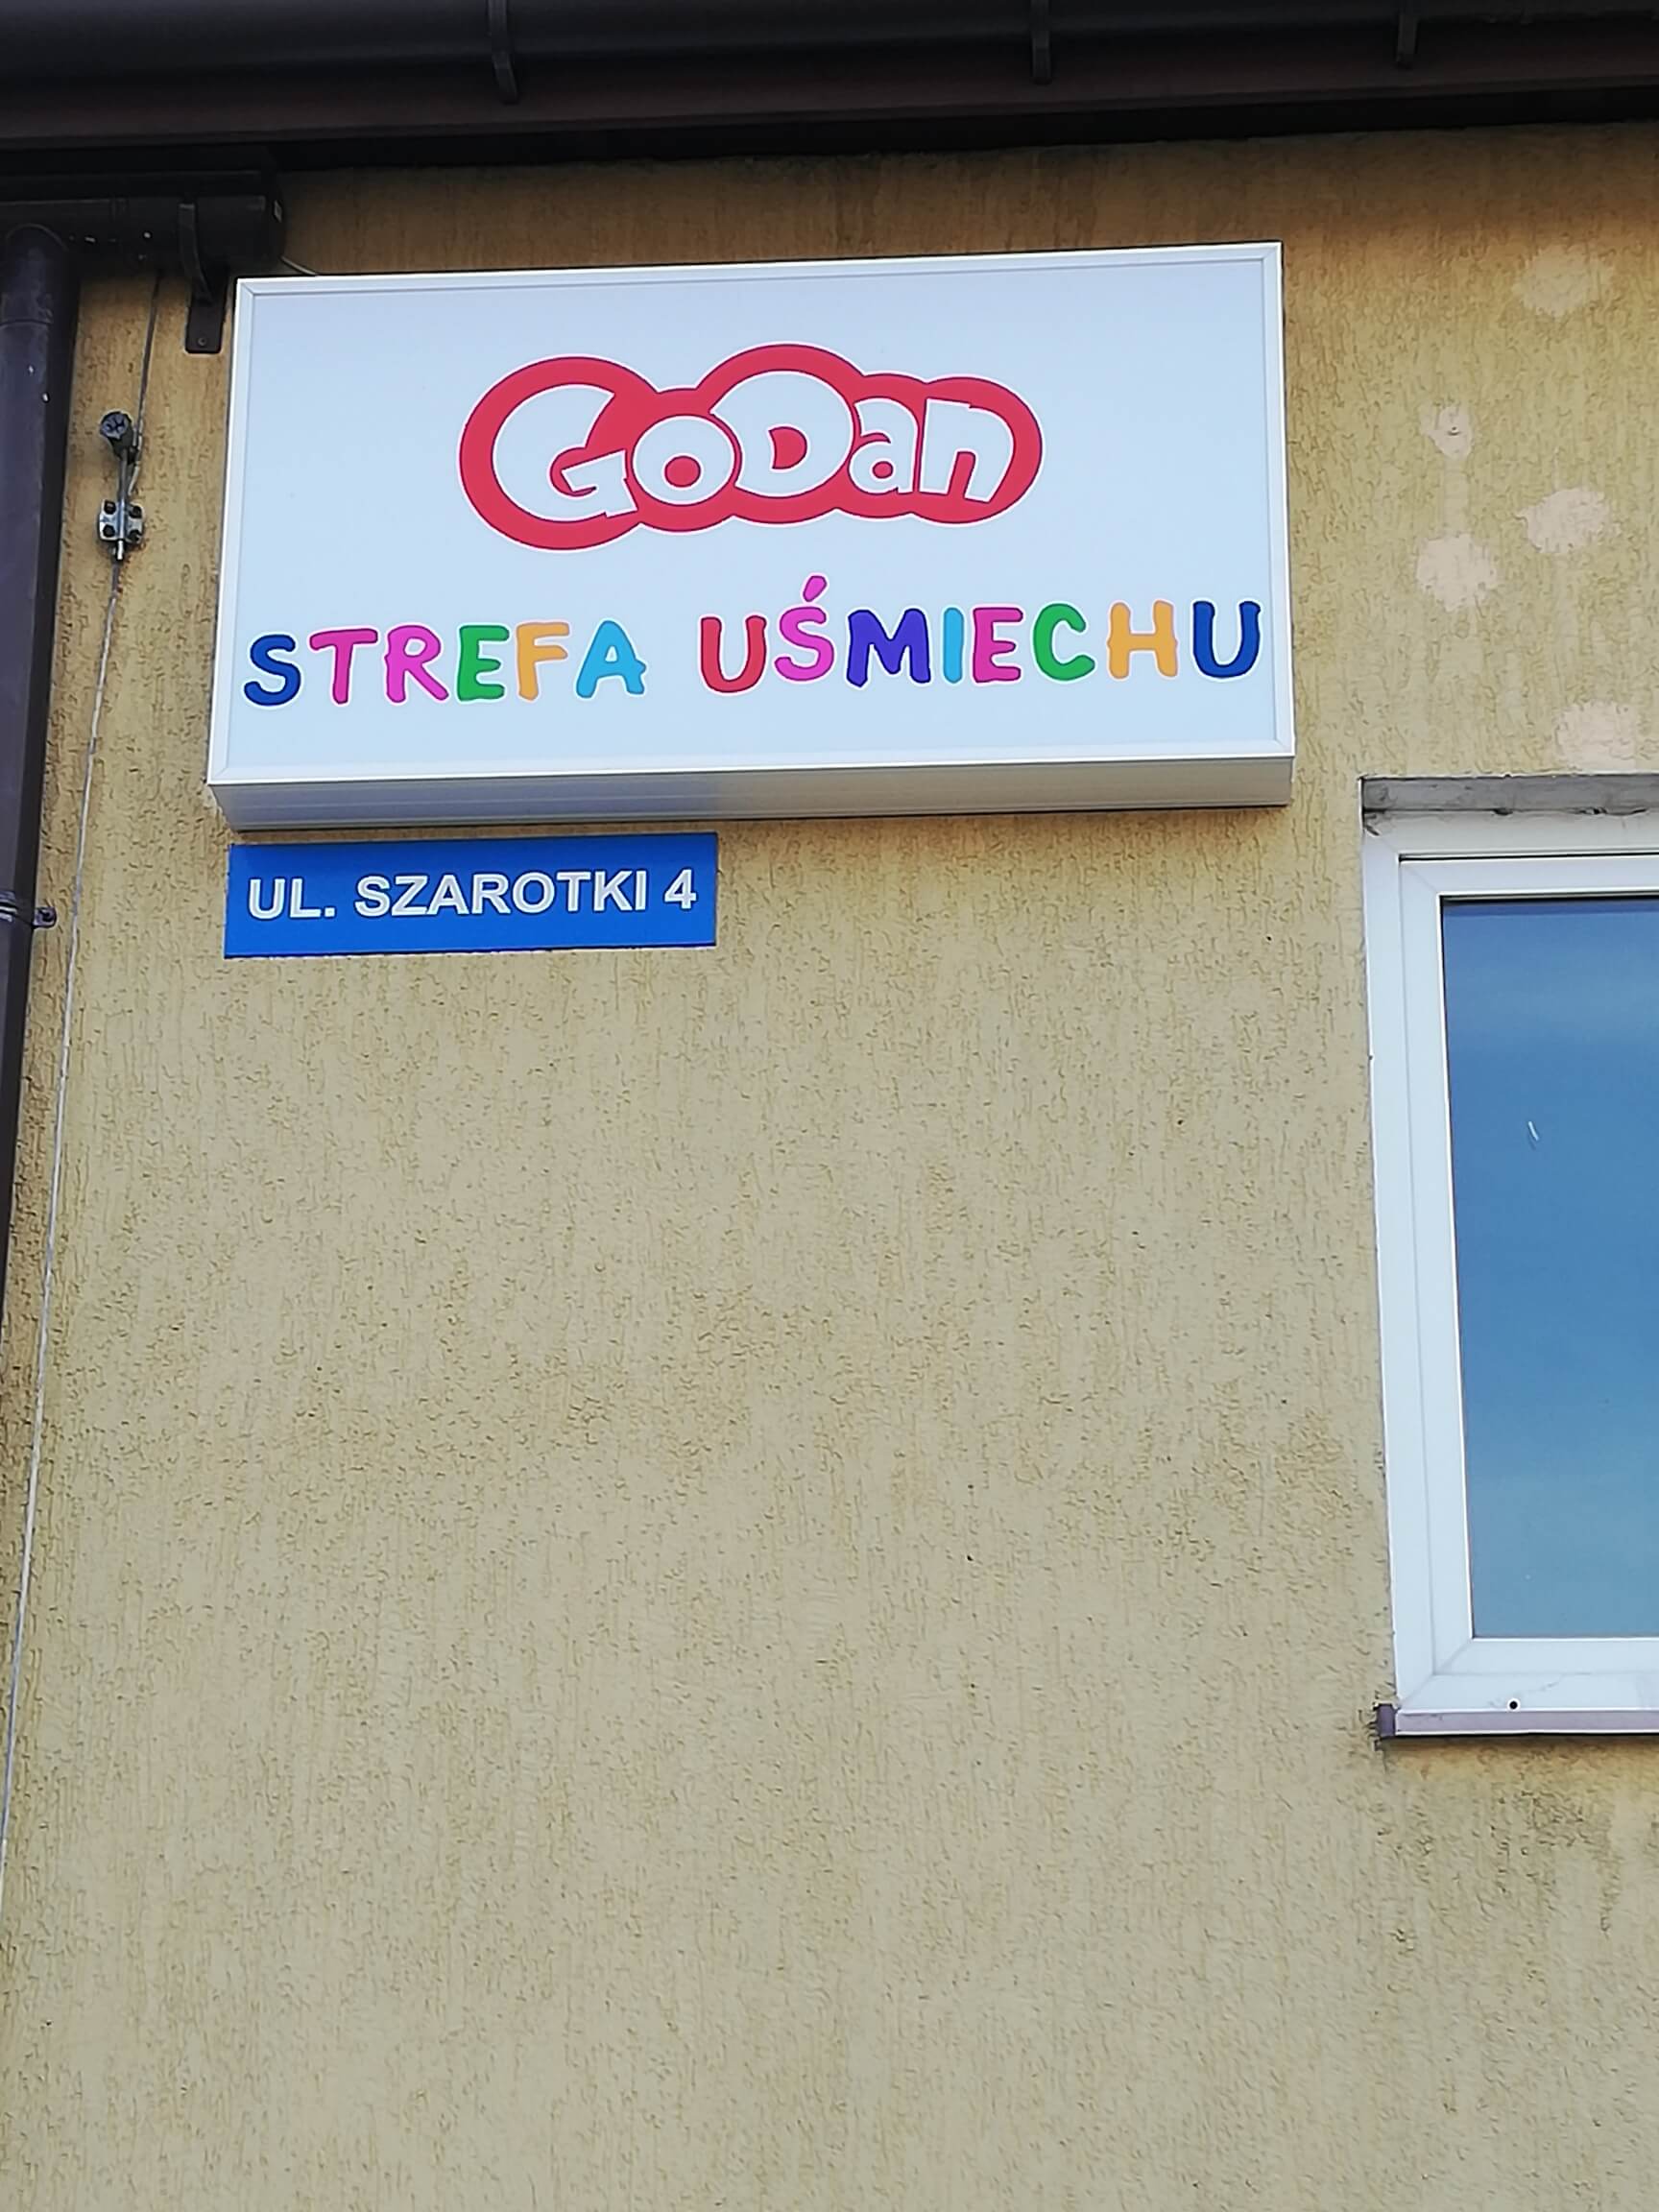 GoDan
STREFA UŚMIECHU
UL. SZAROTKI 4